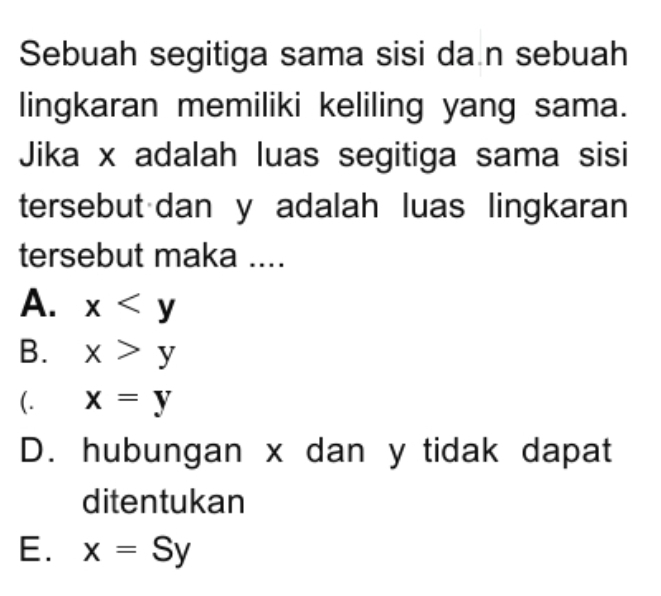 Sebuah segitiga sama sisi da.n sebuah
lingkaran memiliki keliling yang sama.
Jika x adalah luas segitiga sama sisi
tersebut dan y adalah luas lingkaran
tersebut maka ....
A. x < y
B. x > y
(. x = y
D. hubungan x dan y tidak dapat
ditentukan
E. x = Sy